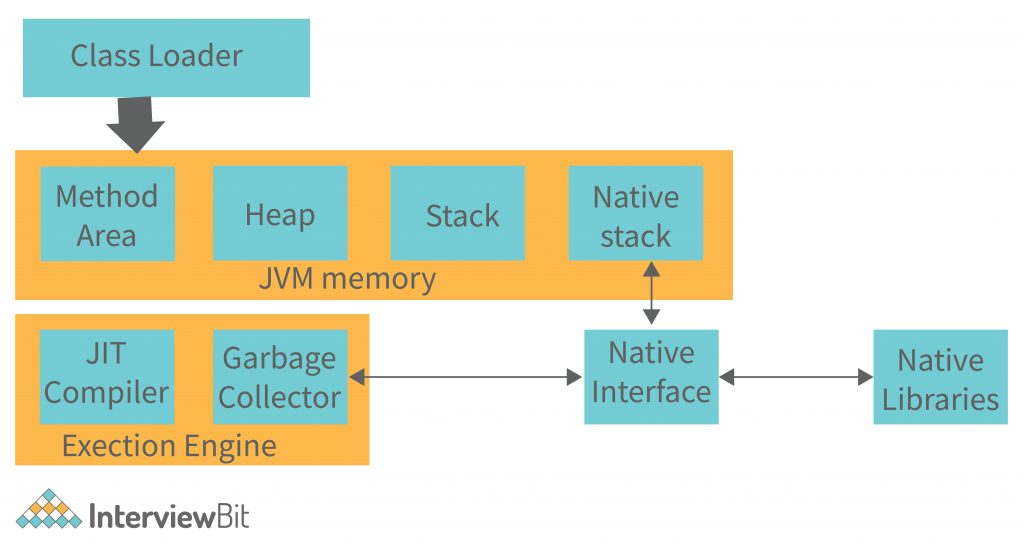 Class Loader
Method
Area
Heap
Stack
Native
stack
JVM memory
JIT
Compiler
Garbage
Collector
Exection Engine
Native
Interface
Native
Libraries
InterviewBit